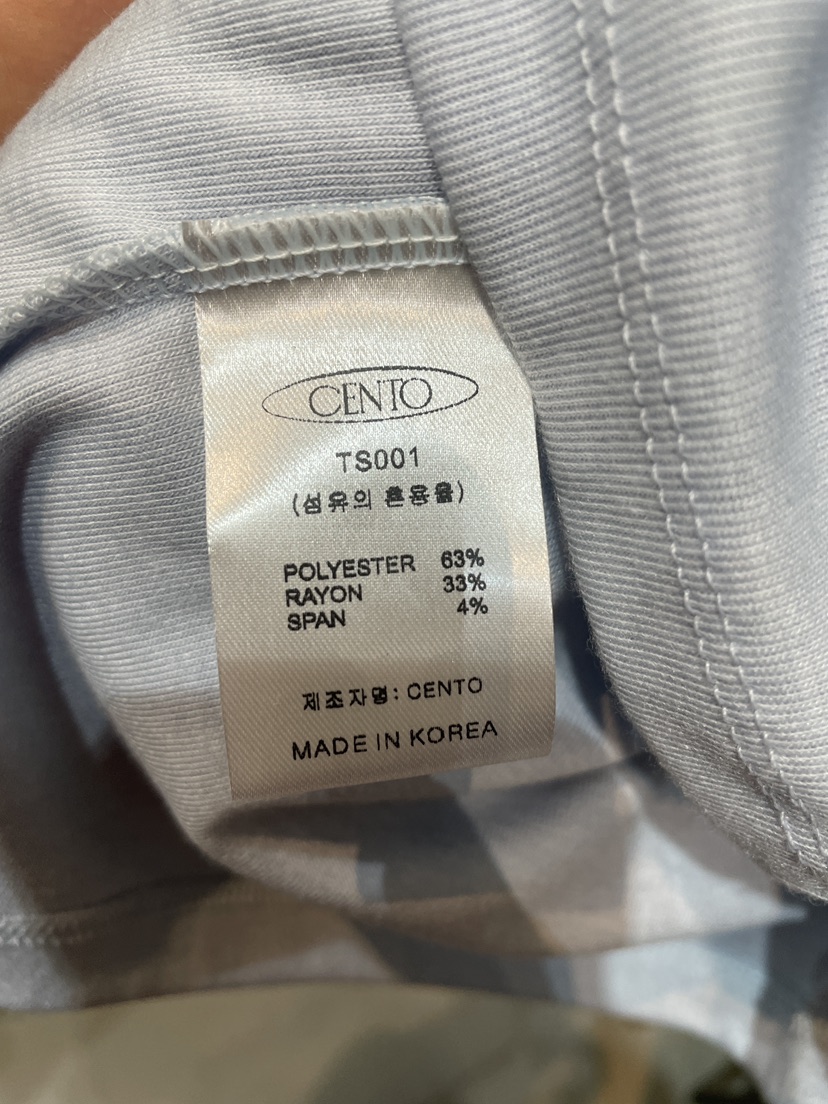 CENTO
TS001
(섬유의 혼용율)
POLYESTER 63%
RAYON 33%
SPAN 4%
제조자명: CENTO
MADE IN KOREA